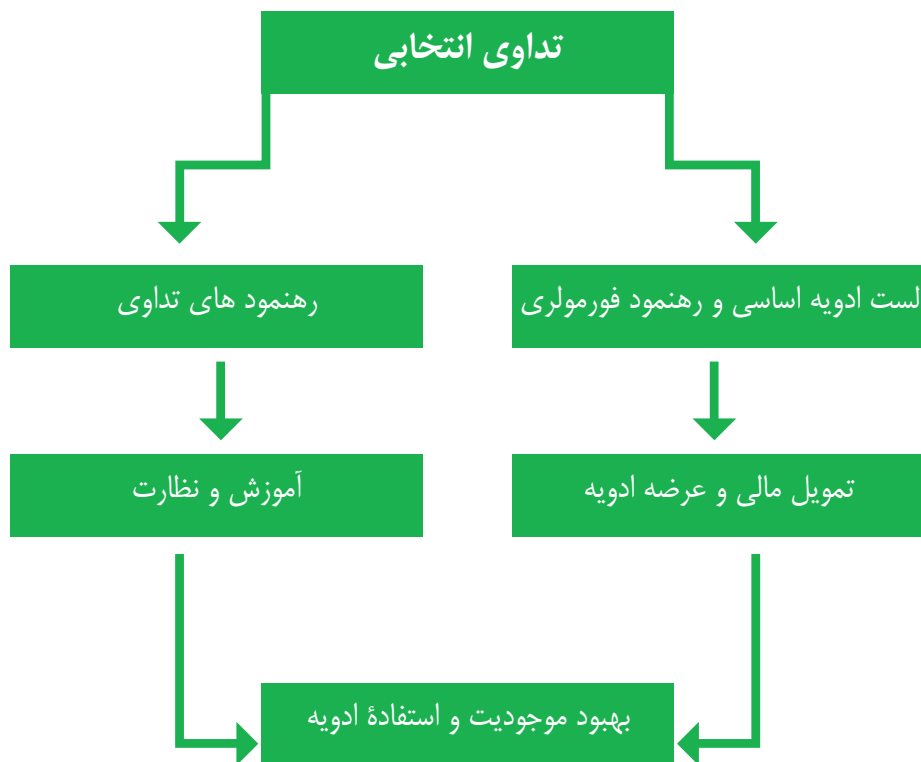 تداوی انتخابی
لست ادویه اساسی و رهنمود فورمولری
رهنمود های تداوی
تمویل مالی و عرضه ادویه
آموزش و نظارت
بهبود موجودیت و استفادۀ ادویه